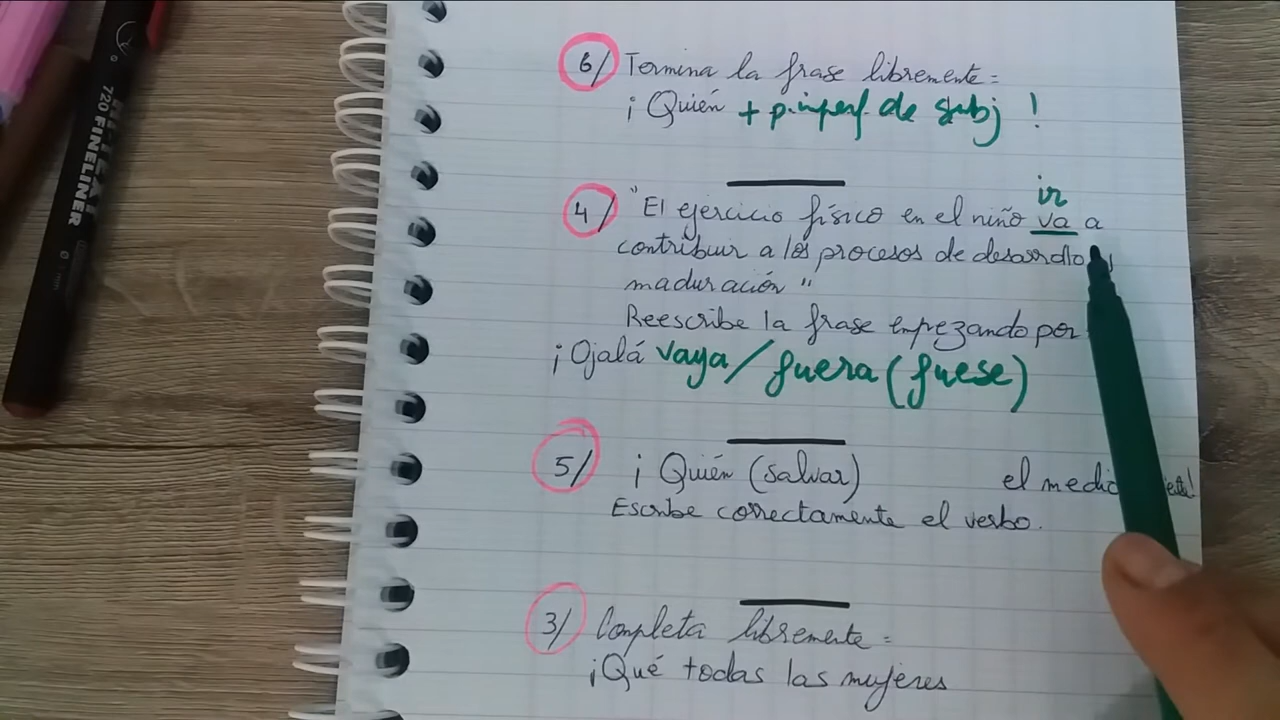 6/ Termina la frase libremente =
¡Quién + p.inperf. de subj !
ir
4/ "El ejercicio físico en el niño va a
contribuir a los procesos de desarrollo y
maduración"
Reescribe la frase empezando por
¡Ojalá vaya / fuera (fuese)
5/ ¡Quién (salvar) el medio
Escribe correctamente el verbo.
3/ Completa libremente =
¡Qué todas las mujeres
720 FINELINER